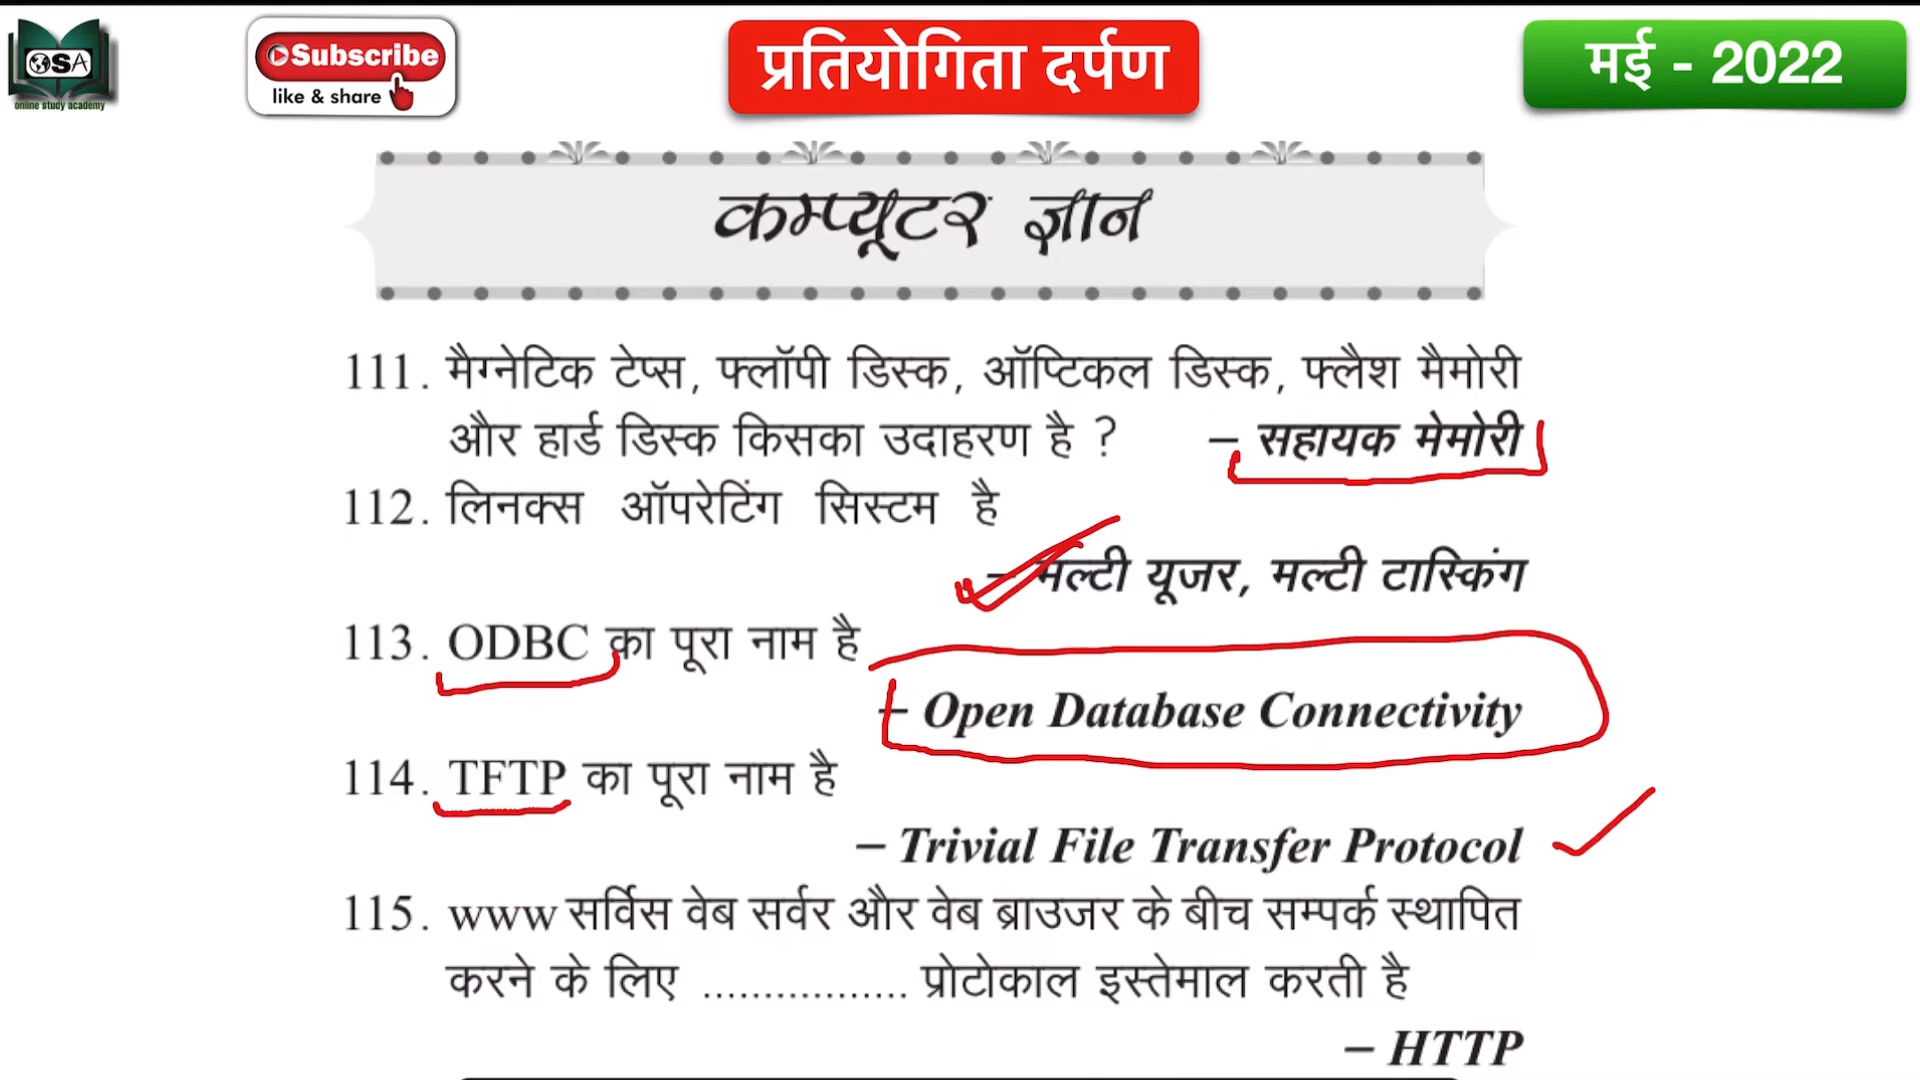 OSA
online study academy
Subscribe
like & share
प्रतियोगिता दर्पण
मई - 2022
कम्प्यूटर ज्ञान
111. मैग्नेटिक टेप्स, फ्लॉपी डिस्क, ऑप्टिकल डिस्क, फ्लैश मैमोरी
और हार्ड डिस्क किसका उदाहरण है ? – सहायक मेमोरी
112. लिनक्स ऑपरेटिंग सिस्टम है
– मल्टी यूजर, मल्टी टास्किंग
113. ODBC का पूरा नाम है
– Open Database Connectivity
114. TFTP का पूरा नाम है
– Trivial File Transfer Protocol
115. www सर्विस वेब सर्वर और वेब ब्राउजर के बीच सम्पर्क स्थापित
करने के लिए ................. प्रोटोकाल इस्तेमाल करती है
– HTTP